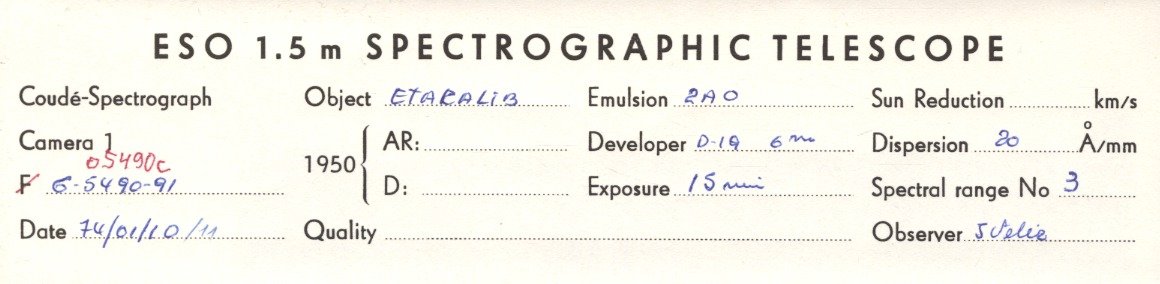 ESO 1.5 m SPECTROGRAPHIC TELESCOPE
Coudé-Spectrograph Object ETACALIB Emulsion 2AO Sun Reduction km/s
Camera 1 1950 AR: Developer D-19 6m Dispersion 20 Å/mm
05490c
F G-5490-91 D: Exposure 15 min Spectral range No 3
Date 74/01/10/11 Quality Observer